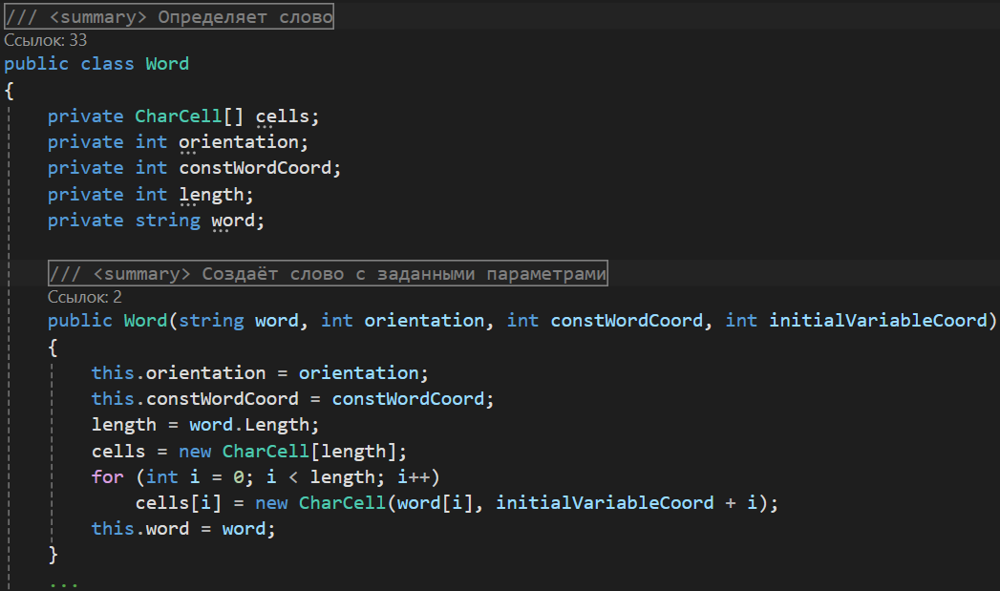 /// <summary> Определяет слово
Ссылок: 33
public class Word
{
private CharCell[] cells;
private int orientation;
private int constWordCoord;
private int length;
private string word;
/// <summary> Создаёт слово с заданными параметрами
Ссылок: 2
public Word(string word, int orientation, int constWordCoord, int initialVariableCoord)
{
this.orientation = orientation;
this.constWordCoord = constWordCoord;
length = word.Length;
cells = new CharCell[length];
for (int i = 0; i < length; i++)
cells[i] = new CharCell(word[i], initialVariableCoord + i);
this.word = word;
}
...